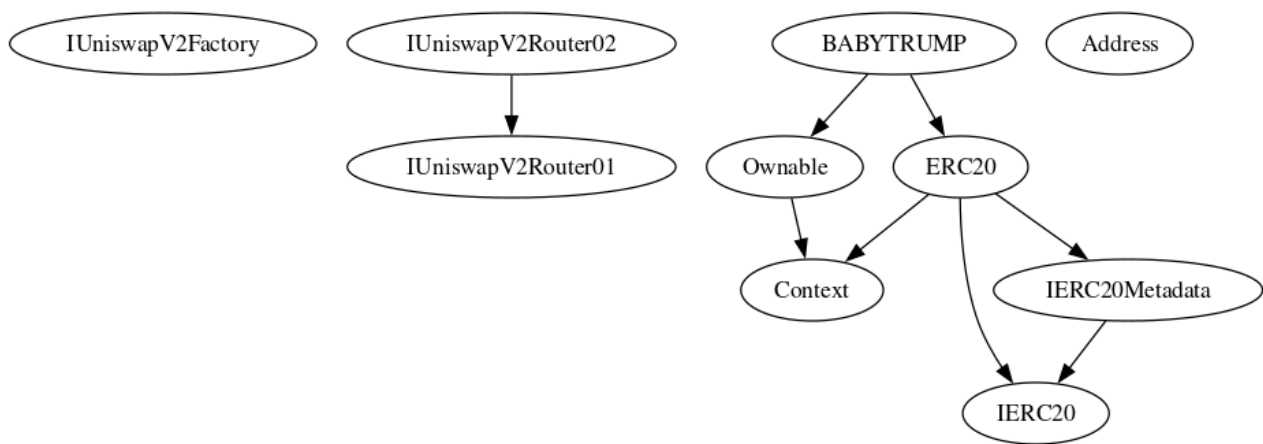 IUniswapV2Factory
IUniswapV2Router02
BABYTRUMP
Address
IUniswapV2Router01
Ownable
ERC20
Context
IERC20Metadata
IERC20